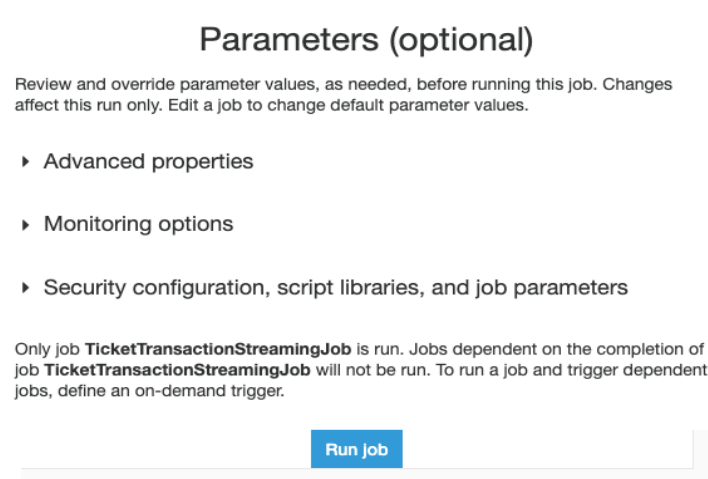 Parameters (optional)
Review and override parameter values, as needed, before running this job. Changes
affect this run only. Edit a job to change default parameter values.
Advanced properties
Monitoring options
Security configuration, script libraries, and job parameters
Only job TicketTransactionStreamingJob is run. Jobs dependent on the completion of
job TicketTransactionStreamingJob will not be run. To run a job and trigger dependent
jobs, define an on-demand trigger.
Run job